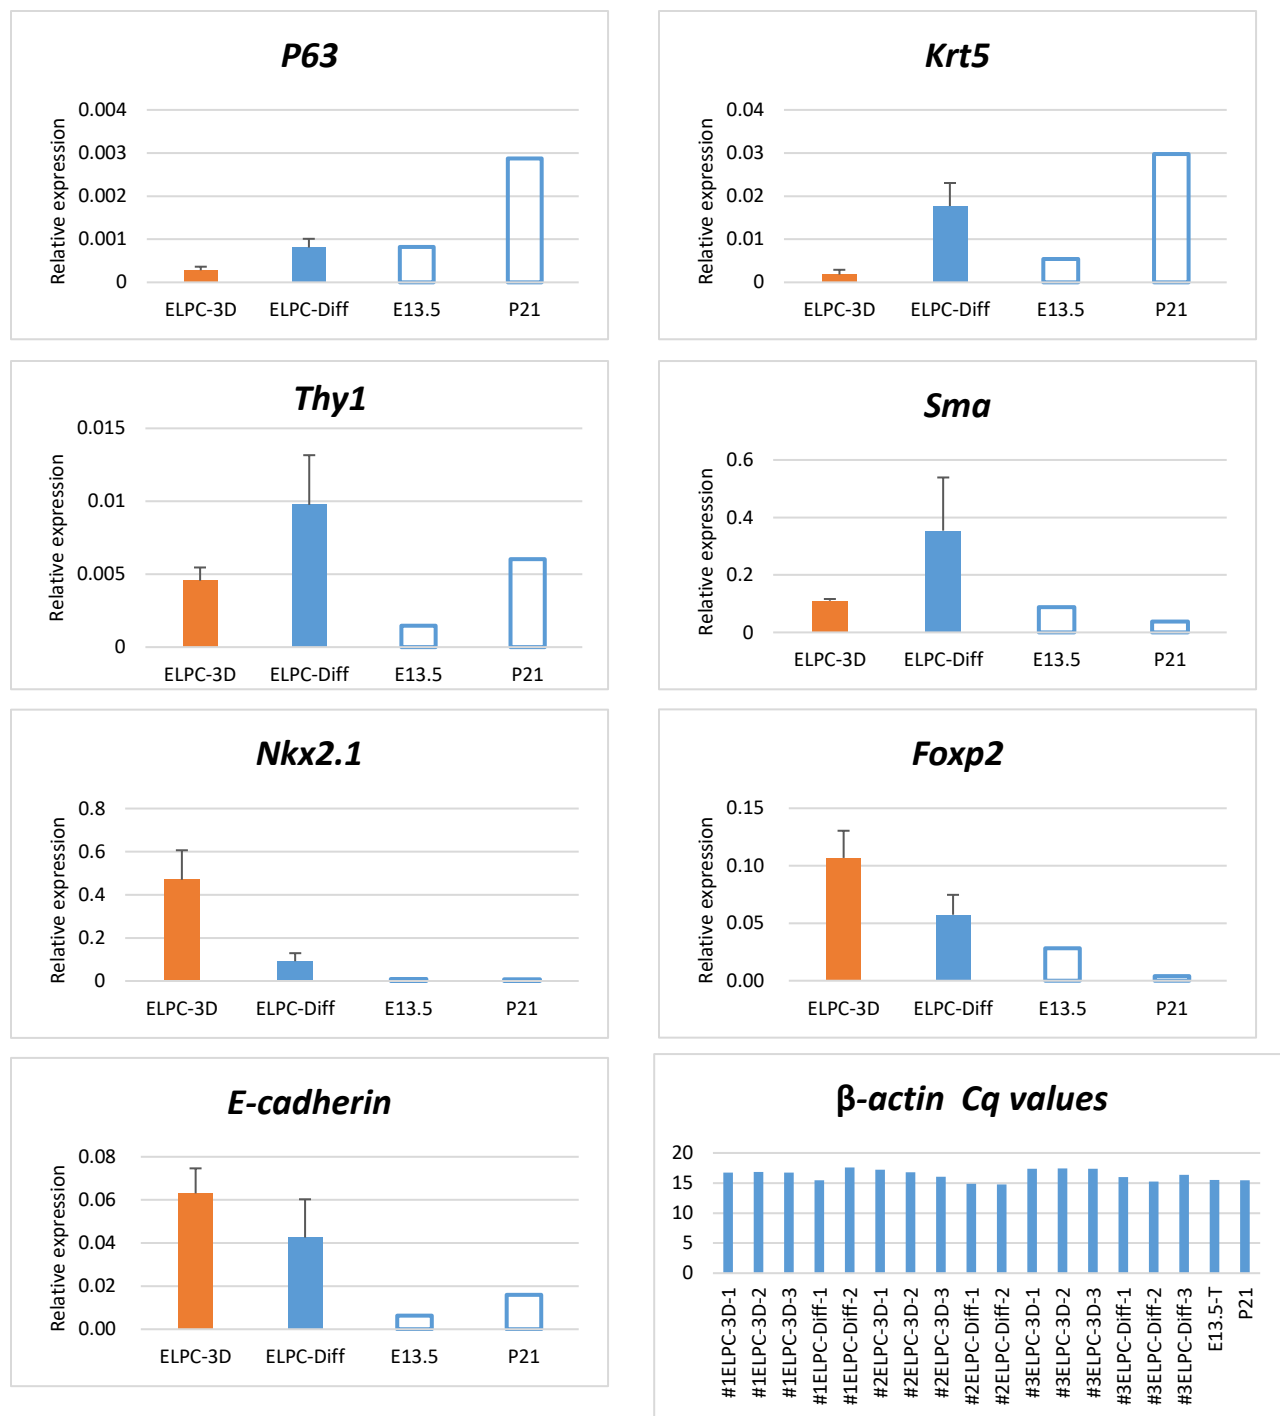 P63
Relative expression
0.004
0.003
0.002
0.001
0
ELPC-3D ELPC-Diff E13.5 P21
Krt5
Relative expression
0.04
0.03
0.02
0.01
0
ELPC-3D ELPC-Diff E13.5 P21
Thy1
Relative expression
0.015
0.01
0.005
0
ELPC-3D ELPC-Diff E13.5 P21
Sma
Relative expression
0.6
0.4
0.2
0
ELPC-3D ELPC-Diff E13.5 P21
Nkx2.1
Relative expression
0.8
0.6
0.4
0.2
0
ELPC-3D ELPC-Diff E13.5 P21
Foxp2
Relative expression
0.15
0.10
0.05
0.00
ELPC-3D ELPC-Diff E13.5 P21
E-cadherin
Relative expression
0.08
0.06
0.04
0.02
0.00
ELPC-3D ELPC-Diff E13.5 P21
β-actin Cq values
20
15
10
5
0
#1ELPC-3D-1
#1ELPC-3D-2
#1ELPC-3D-3
#1ELPC-Diff-1
#1ELPC-Diff-2
#2ELPC-3D-1
#2ELPC-3D-2
#2ELPC-3D-3
#2ELPC-Diff-1
#2ELPC-Diff-2
#3ELPC-3D-1
#3ELPC-3D-2
#3ELPC-3D-3
#3ELPC-Diff-1
#3ELPC-Diff-2
#3ELPC-Diff-3
E13.5-T
P21